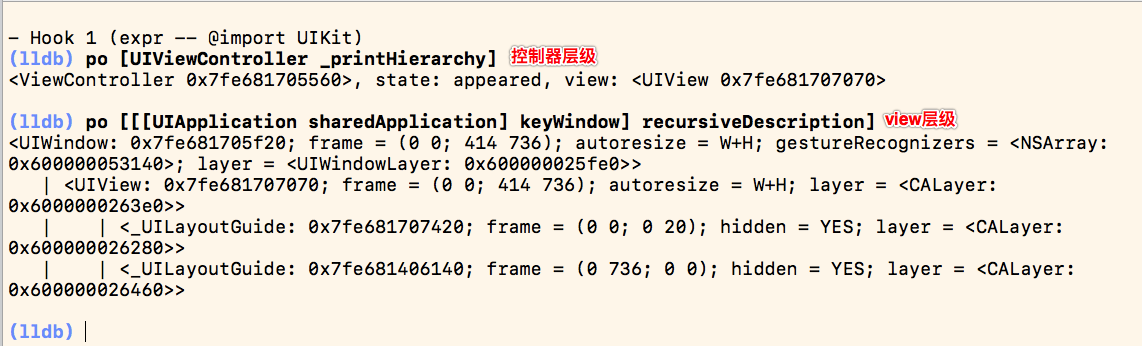 – Hook 1 (expr -- @import UIKit)
(lldb) po [UIViewController _printHierarchy] 控制器层级
<ViewController 0x7fe681705560>, state: appeared, view: <UIView 0x7fe681707070>
(lldb) po [[[UIApplication sharedApplication] keyWindow] recursiveDescription] view层级
<UIWindow: 0x7fe681705f20; frame = (0 0; 414 736); autoresize = W+H; gestureRecognizers = <NSArray:
0x600000053140>; layer = <UIWindowLayer: 0x600000025fe0>>
   | <UIView: 0x7fe681707070; frame = (0 0; 414 736); autoresize = W+H; layer = <CALayer:
0x6000000263e0>>
   |    | <_UILayoutGuide: 0x7fe681707420; frame = (0 0; 0 20); hidden = YES; layer = <CALayer:
0x600000026280>>
   |    | <_UILayoutGuide: 0x7fe681406140; frame = (0 736; 0 0); hidden = YES; layer = <CALayer:
0x600000026460>>
(lldb)